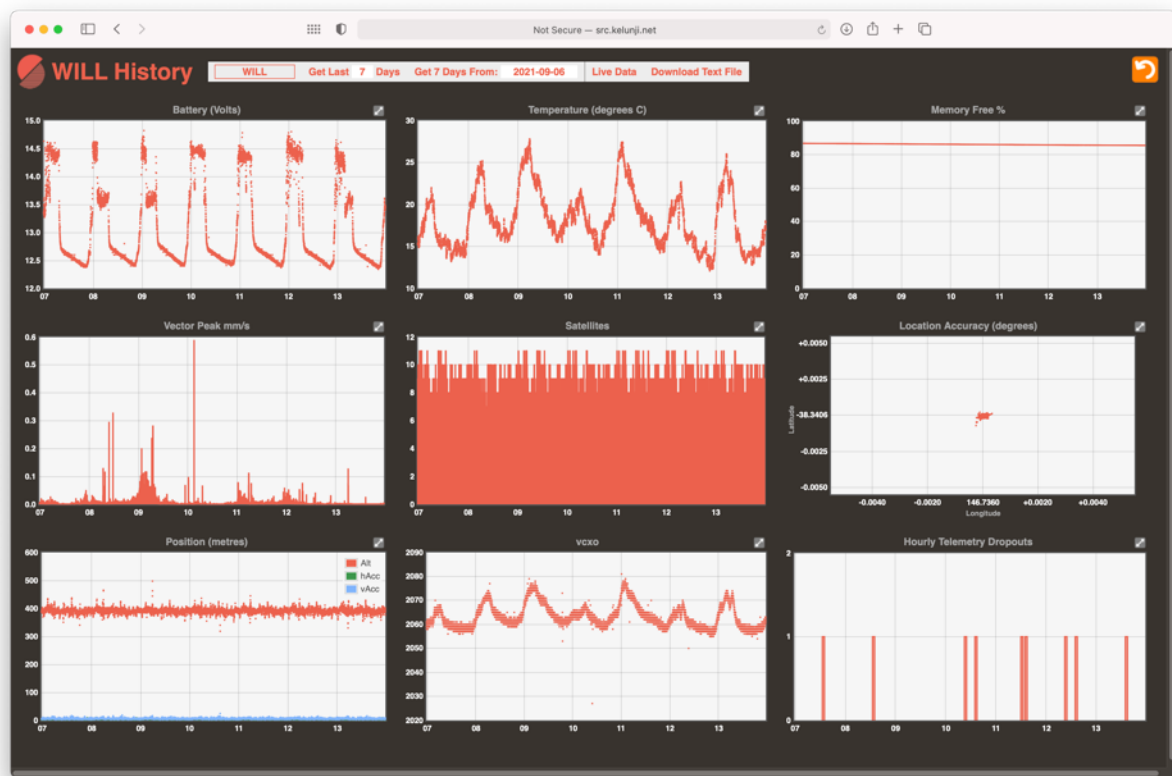 Not Secure — src.kelunji.net
WILL History
WILL Get Last 7 Days Get 7 Days From: 2021-09-06 Live Data Download Text File
Battery (Volts)
15.0
14.5
14.0
13.5
13.0
12.5
12.0
07 08 09 10 11 12 13
Temperature (degrees C)
30
25
20
15
10
07 08 09 10 11 12 13
Memory Free %
100
80
60
40
20
0
07 08 09 10 11 12 13
Vector Peak mm/s
0.6
0.5
0.4
0.3
0.2
0.1
0.0
07 08 09 10 11 12 13
Satellites
12
10
8
6
4
2
0
07 08 09 10 11 12 13
Location Accuracy (degrees)
+0.0050
+0.0025
-38.3406
-0.0025
-0.0050
Latitude
-0.0040 -0.0020 146.7360 +0.0020 +0.0040
Longitude
Position (metres)
600
500
400
300
200
100
0
Alt
hAcc
vAcc
07 08 09 10 11 12 13
vcxo
2090
2080
2070
2060
2050
2040
2030
2020
07 08 09 10 11 12 13
Hourly Telemetry Dropouts
2
1
0
07 08 09 10 11 12 13